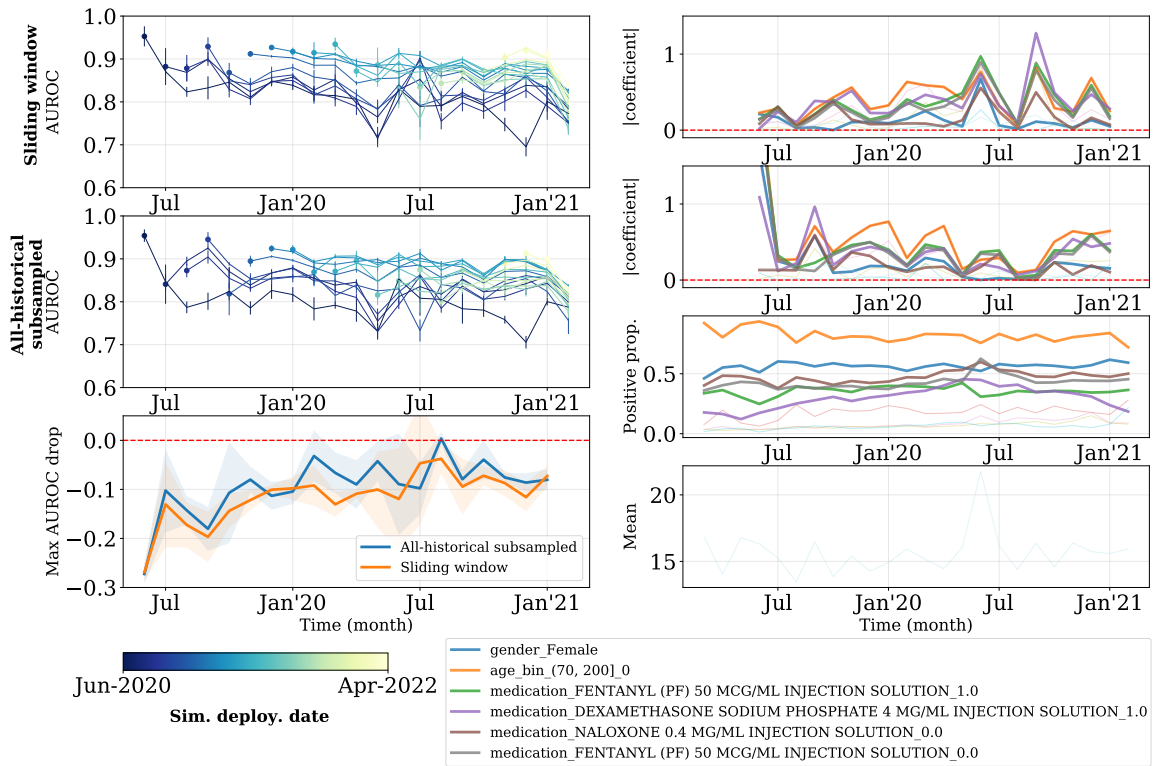 Sliding window
AUROC
1.0
0.9
0.8
0.7
0.6
Jul
Jan'20
Jul
Jan'21
All-historical
subsampled
AUROC
1.0
0.9
0.8
0.7
0.6
Jul
Jan'20
Jul
Jan'21
Max AUROC drop
0.0
−0.1
−0.2
−0.3
All-historical subsampled
Sliding window
Jul
Jan'20
Jul
Jan'21
Time (month)
Jun-2020
Apr-2022
Sim. deploy. date
|coefficient|
1
0
Jul
Jan'20
Jul
Jan'21
|coefficient|
1
0
Jul
Jan'20
Jul
Jan'21
Positive prop.
0.5
0.0
Jul
Jan'20
Jul
Jan'21
Mean
20
15
Jul
Jan'20
Jul
Jan'21
Time (month)
gender_Female
age_bin_(70, 200]_0
medication_FENTANYL (PF) 50 MCG/ML INJECTION SOLUTION_1.0
medication_DEXAMETHASONE SODIUM PHOSPHATE 4 MG/ML INJECTION SOLUTION_1.0
medication_NALOXONE 0.4 MG/ML INJECTION SOLUTION_0.0
medication_FENTANYL (PF) 50 MCG/ML INJECTION SOLUTION_0.0